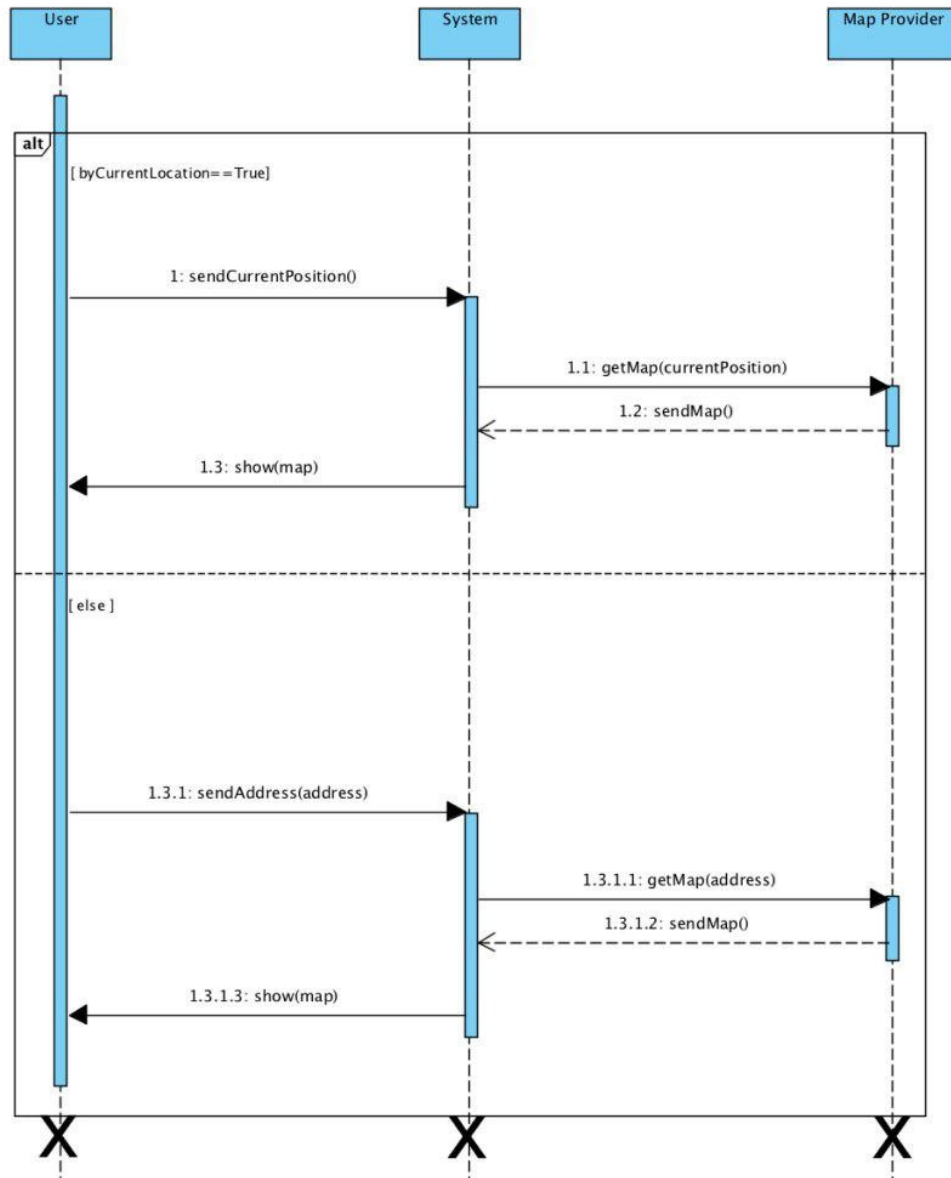 User
System
Map Provider
alt
[ byCurrentLocation==True]
1: sendCurrentPosition()
1.1: getMap(currentPosition)
1.2: sendMap()
1.3: show(map)
[ else ]
1.3.1: sendAddress(address)
1.3.1.1: getMap(address)
1.3.1.2: sendMap()
1.3.1.3: show(map)